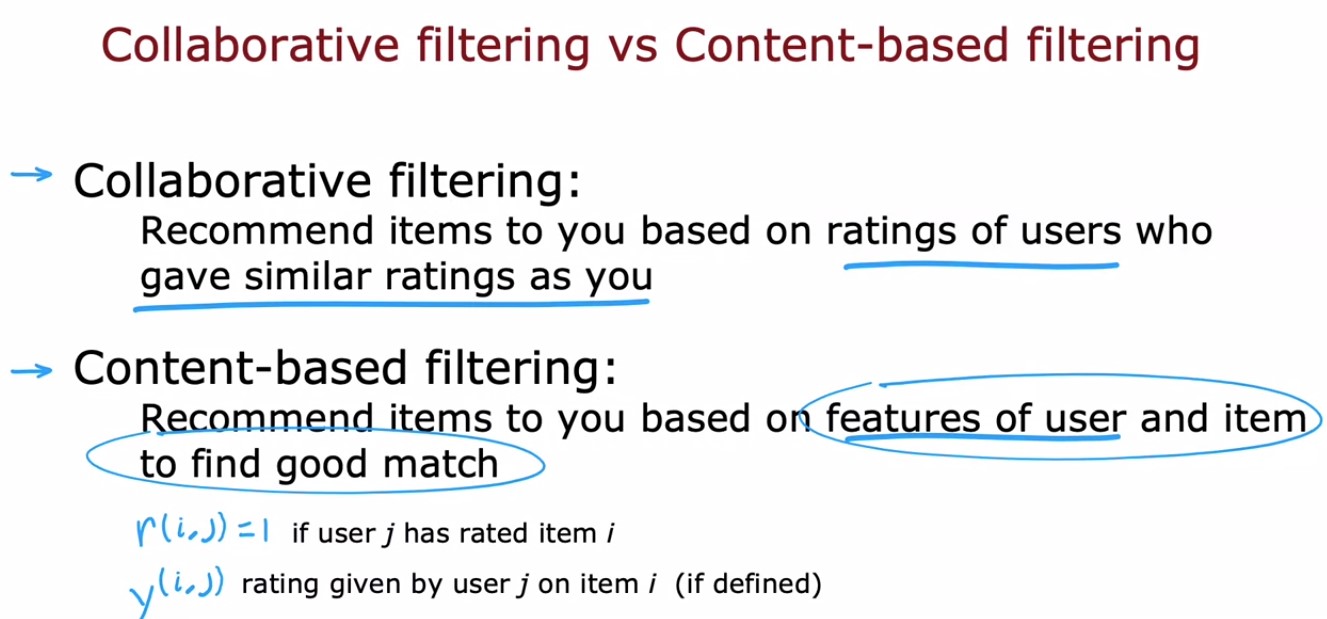 Collaborative filtering vs Content-based filtering
→ Collaborative filtering:
Recommend items to you based on ratings of users who
gave similar ratings as you
→ Content-based filtering:
Recommend items to you based on features of user and item
to find good match
r(i,j)=1 if user j has rated item i
y(i,j) rating given by user j on item i (if defined)